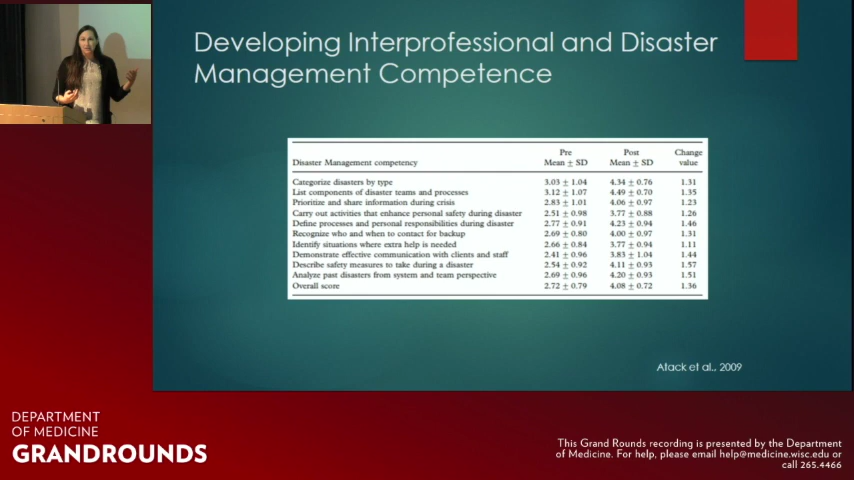 Developing Interprofessional and Disaster
Management Competence
Pre Post Change
Disaster Management competency Mean ± SD Mean ± SD value
Categorize disasters by type 3.03 ± 1.04 4.34 ± 0.76 1.31
List components of disaster teams and processes 3.12 ± 1.07 4.49 ± 0.70 1.35
Prioritize and share information during crisis 2.83 ± 1.01 4.06 ± 0.97 1.23
Carry out activities that enhance personal safety during disaster 2.51 ± 0.98 3.77 ± 0.88 1.26
Define processes and personal responsibilities during disaster 2.77 ± 0.91 4.23 ± 0.94 1.46
Recognize who and when to contact for backup 2.69 ± 0.80 4.00 ± 0.97 1.31
Identify situations where extra help is needed 2.66 ± 0.84 3.77 ± 0.94 1.11
Demonstrate effective communication with clients and staff 2.41 ± 0.96 3.83 ± 1.04 1.44
Describe safety measures to take during a disaster 2.54 ± 0.92 4.11 ± 0.93 1.57
Analyze past disasters from system and team perspective 2.69 ± 0.96 4.20 ± 0.93 1.51
Overall score 2.72 ± 0.79 4.08 ± 0.72 1.36
Atack et al., 2009
DEPARTMENT
OF MEDICINE
GRANDROUNDS
This Grand Rounds recording is presented by the Department
of Medicine. For help, please email help@medicine.wisc.edu or
call 265.4466